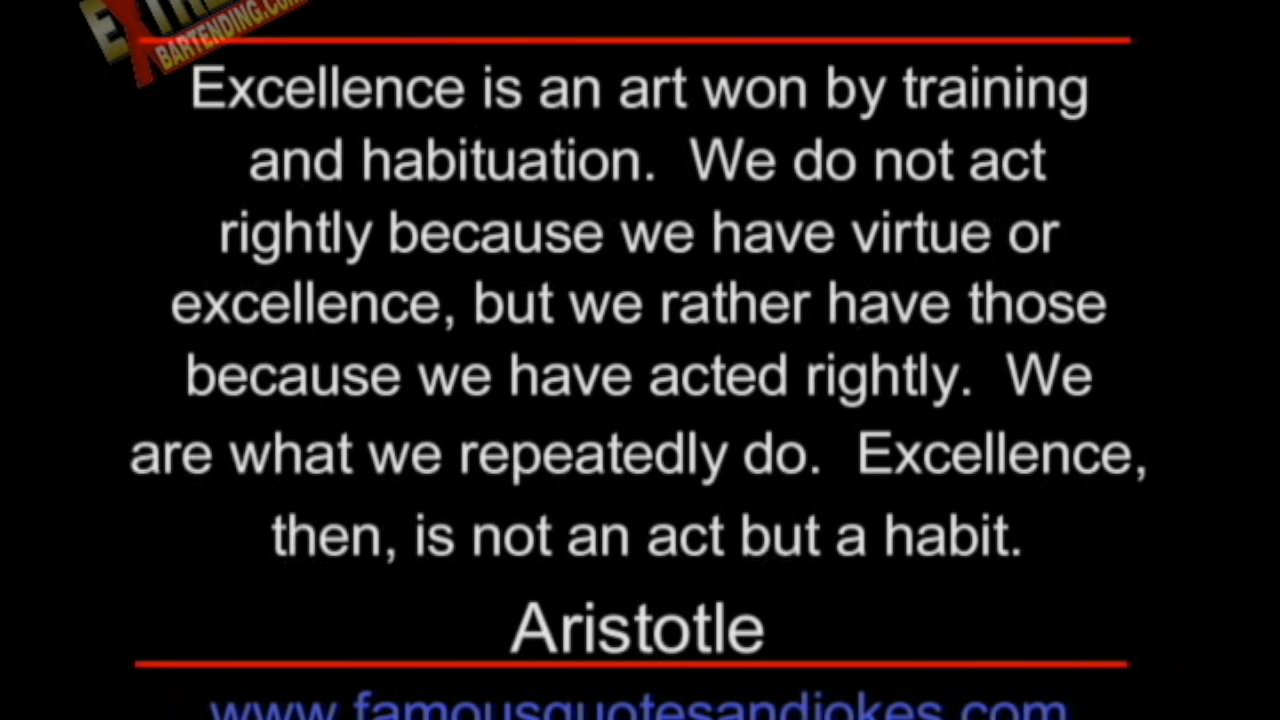 BARTENDING.COM
Excellence is an art won by training
and habituation.  We do not act
rightly because we have virtue or
excellence, but we rather have those
because we have acted rightly.  We
are what we repeatedly do.  Excellence,
then, is not an act but a habit.
Aristotle
www.famousquotesandjokes.com